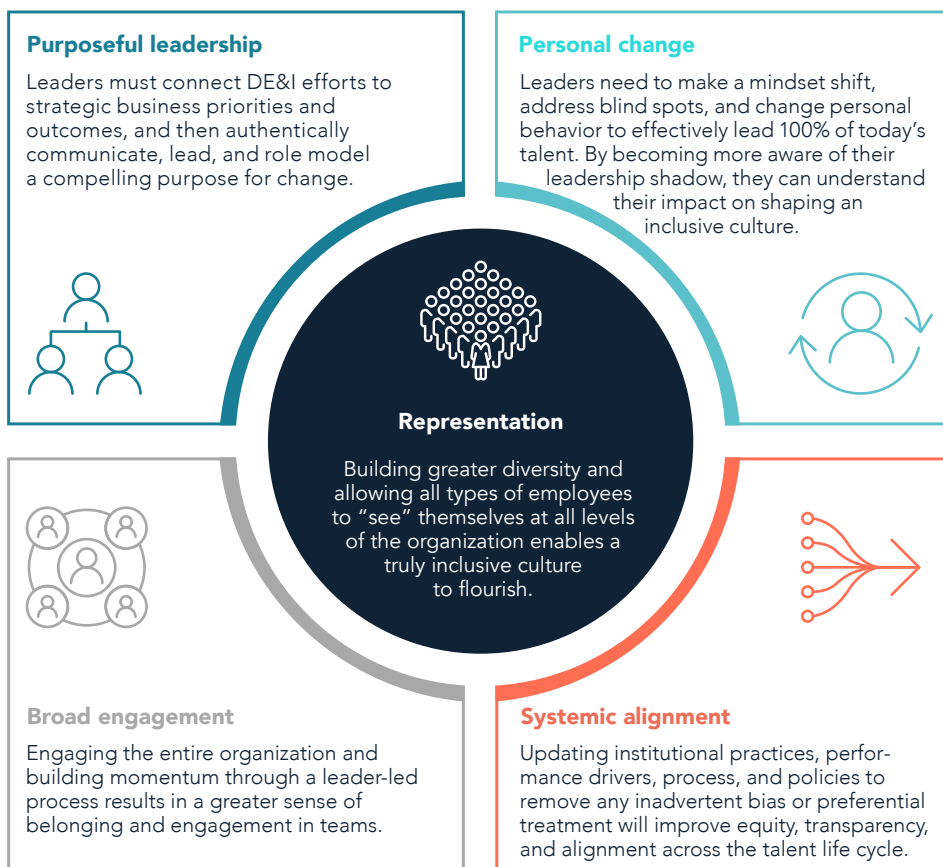 Purposeful leadership
Leaders must connect DE&I efforts to
strategic business priorities and
outcomes, and then authentically
communicate, lead, and role model
a compelling purpose for change.
Personal change
Leaders need to make a mindset shift,
address blind spots, and change personal
behavior to effectively lead 100% of today’s
talent. By becoming more aware of their
leadership shadow, they can understand
their impact on shaping an
inclusive culture.
Representation
Building greater diversity and
allowing all types of employees
to “see” themselves at all levels
of the organization enables a
truly inclusive culture
to flourish.
Broad engagement
Engaging the entire organization and
building momentum through a leader-led
process results in a greater sense of
belonging and engagement in teams.
Systemic alignment
Updating institutional practices, perfor-
mance drivers, process, and policies to
remove any inadvertent bias or preferential
treatment will improve equity, transparency,
and alignment across the talent life cycle.